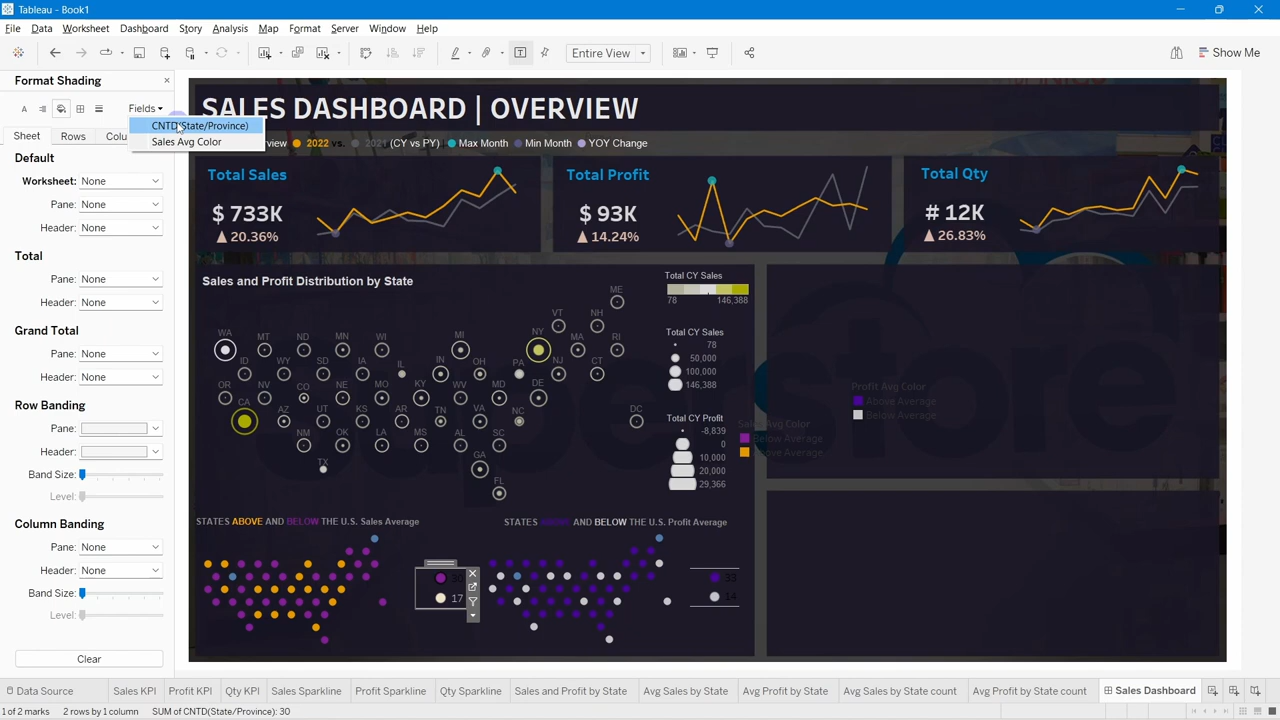 Tableau - Book1
File Data Worksheet Dashboard Story Analysis Map Format Server Window Help
Entire View Show Me
Format Shading
Fields
CNTD(State/Province)
Sales Avg Color
Sheet Rows Colu
Default
Worksheet: None
Pane: None
Header: None
Total
Pane: None
Header: None
Grand Total
Pane: None
Header: None
Row Banding
Pane:
Header:
Band Size:
Level:
Column Banding
Pane: None
Header: None
Band Size:
Level:
Clear
SALES DASHBOARD | OVERVIEW
2022 vs. 2021 (CY vs PY) Max Month Min Month YOY Change
Total Sales
$ 733K
▲ 20.36%
Total Profit
$ 93K
▲ 14.24%
Total Qty
# 12K
▲ 26.83%
Sales and Profit Distribution by State
ME
VT NH
WA MT ND MN WI MI NY MA RI
ID WY SD IA IL IN OH PA NJ CT
OR NV CO NE MO KY WV MD DE
CA AZ UT KS AR TN VA NC DC
NM OK LA MS AL SC
TX GA
FL
Total CY Sales
78 146,388
Total CY Sales
78
50,000
100,000
146,388
Total CY Profit
-8,839
0
10,000
20,000
29,366
Profit Avg Color
Above Average
Below Average
Sales Avg Color
Below Average
Above Average
STATES ABOVE AND BELOW THE U.S. Sales Average
30
17
STATES ABOVE AND BELOW THE U.S. Profit Average
33
14
Data Source Sales KPI Profit KPI Qty KPI Sales Sparkline Profit Sparkline Qty Sparkline Sales and Profit by State Avg Sales by State Avg Profit by State Avg Sales by State count Avg Profit by State count Sales Dashboard
1 of 2 marks 2 rows by 1 column SUM of CNTD(State/Province): 30